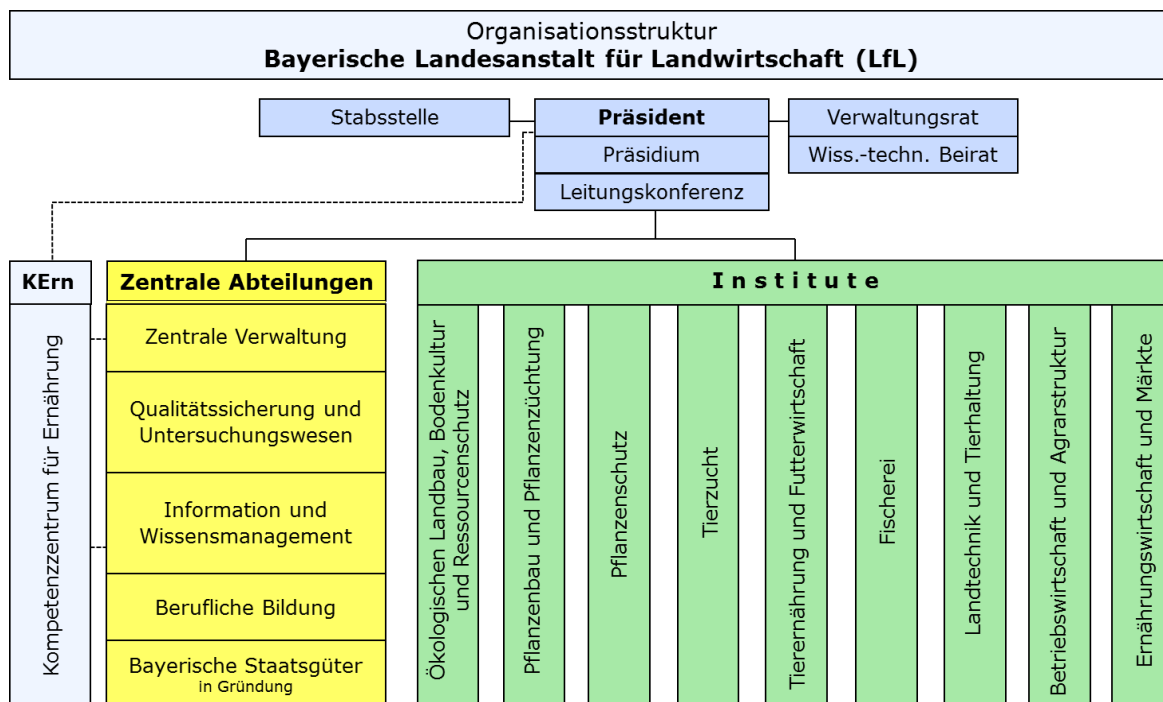 Organisationsstruktur
Bayerische Landesanstalt für Landwirtschaft (LfL)
Stabsstelle
Präsident
Verwaltungsrat
Präsidium
Wiss.-techn. Beirat
Leitungskonferenz
KErn
Kompetenzzentrum für Ernährung
Zentrale Abteilungen
Zentrale Verwaltung
Qualitätssicherung und
Untersuchungswesen
Information und
Wissensmanagement
Berufliche Bildung
Bayerische Staatsgüter
in Gründung
Institute
Ökologischen Landbau, Bodenkultur
und Ressourcenschutz
Pflanzenbau und Pflanzenzüchtung
Pflanzenschutz
Tierzucht
Tierernährung und Futterwirtschaft
Fischerei
Landtechnik und Tierhaltung
Betriebswirtschaft und Agrarstruktur
Ernährungswirtschaft und Märkte